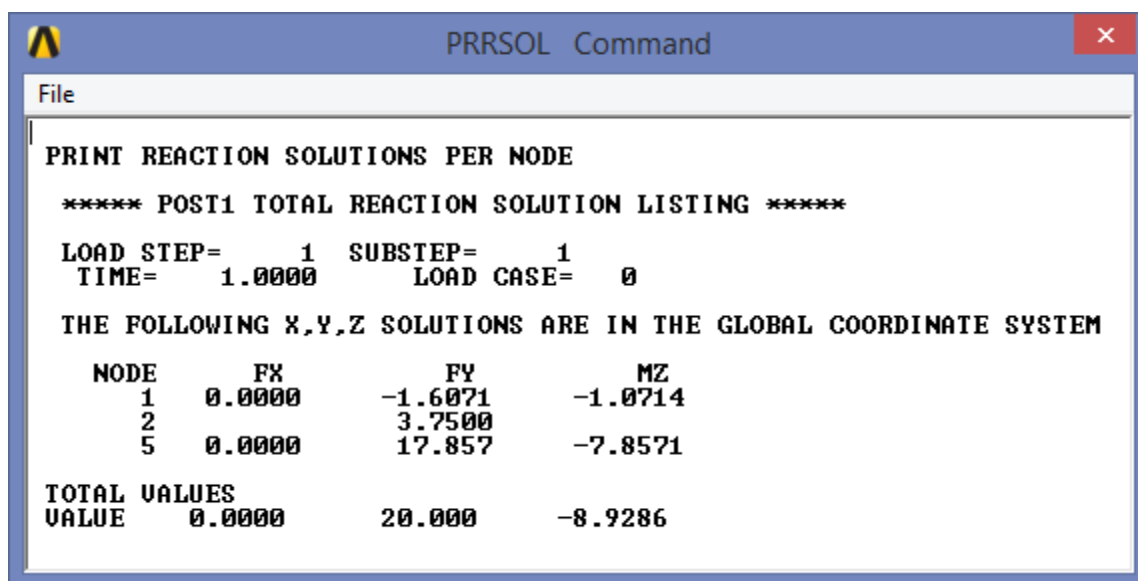 PRRSOL Command
File
PRINT REACTION SOLUTIONS PER NODE
***** POST1 TOTAL REACTION SOLUTION LISTING *****
LOAD STEP= 1 SUBSTEP= 1
TIME= 1.0000 LOAD CASE= 0
THE FOLLOWING X,Y,Z SOLUTIONS ARE IN THE GLOBAL COORDINATE SYSTEM
NODE FX FY MZ
1 0.0000 -1.6071 -1.0714
2 3.7500
5 0.0000 17.857 -7.8571
TOTAL VALUES
VALUE 0.0000 20.000 -8.9286